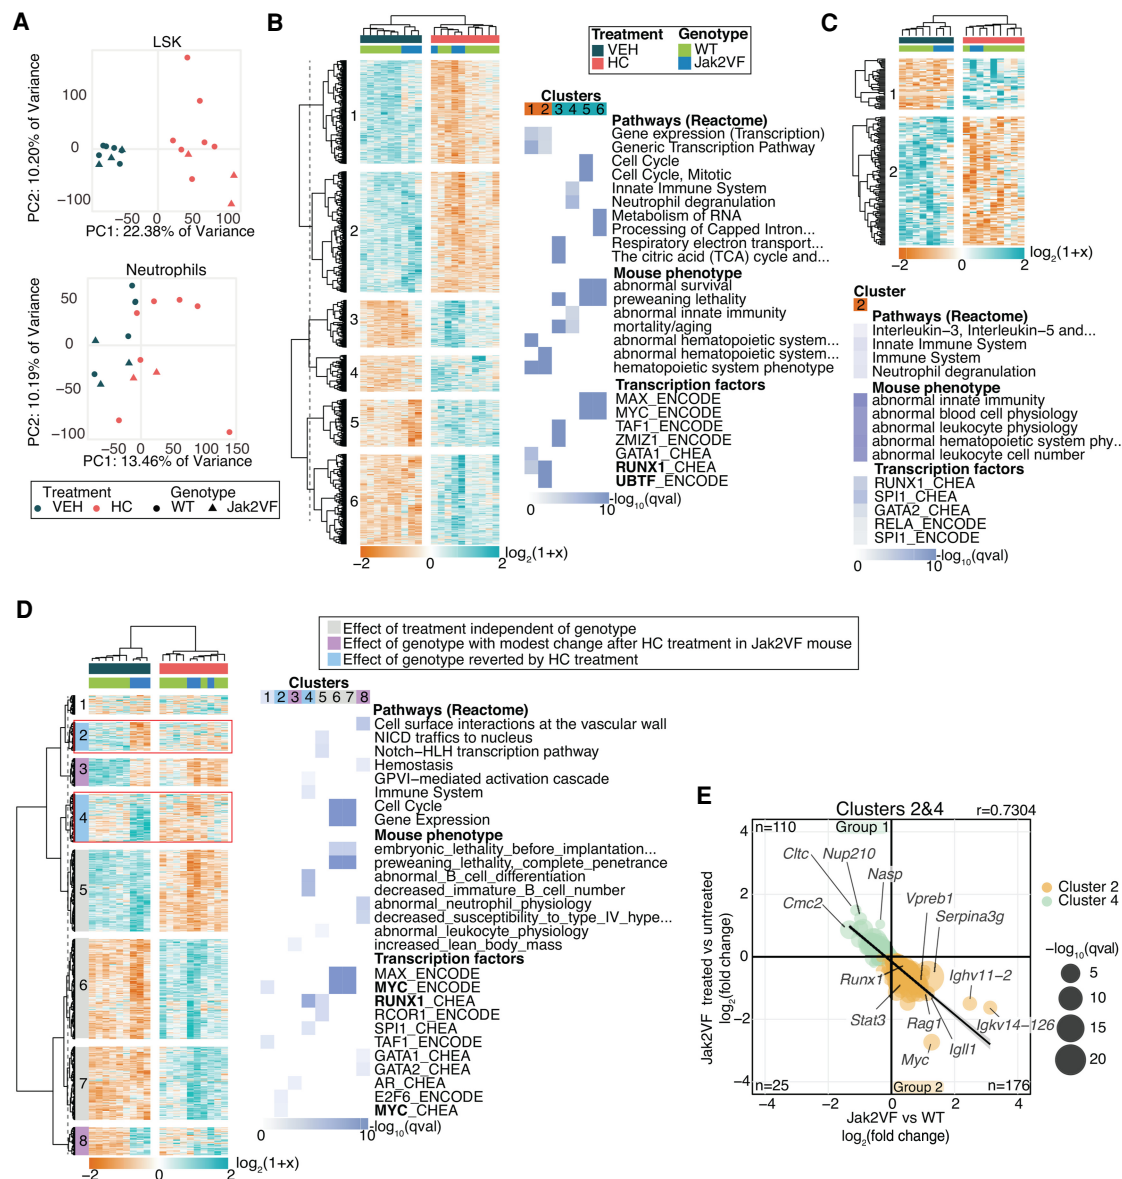 A
LSK
PC2: 10.20% of Variance
100
0
−100
−50
0
50
100
PC1: 22.38% of Variance
Neutrophils
PC2: 10.19% of Variance
50
0
−50
−100
−50
0
50
100
150
PC1: 13.46% of Variance
Treatment
Genotype
VEH
HC
WT
Jak2VF
B
Treatment
Genotype
VEH
WT
HC
Jak2VF
1
2
3
4
5
6
−2
0
2
log2(1+x)
Clusters
1 2 3 4 5 6
Pathways (Reactome)
Gene expression (Transcription)
Generic Transcription Pathway
Cell Cycle
Cell Cycle, Mitotic
Innate Immune System
Neutrophil degranulation
Metabolism of RNA
Processing of Capped Intron...
Respiratory electron transport...
The citric acid (TCA) cycle and...
Mouse phenotype
abnormal survival
preweaning lethality
abnormal innate immunity
mortality/aging
abnormal hematopoietic system...
abnormal hematopoietic system...
hematopoietic system phenotype
Transcription factors
MAX_ENCODE
MYC_ENCODE
TAF1_ENCODE
ZMIZ1_ENCODE
GATA1_CHEA
RUNX1_CHEA
UBTF_ENCODE
0
10
-log10(qval)
C
1
2
−2
0
2
log2(1+x)
Cluster
2
Pathways (Reactome)
Interleukin−3, Interleukin−5 and...
Innate Immune System
Immune System
Neutrophil degranulation
Mouse phenotype
abnormal innate immunity
abnormal blood cell physiology
abnormal leukocyte physiology
abnormal hematopoietic system phy..
abnormal leukocyte cell number
Transcription factors
RUNX1_CHEA
SPI1_CHEA
GATA2_CHEA
RELA_ENCODE
SPI1_ENCODE
0
10
-log10(qval)
D
Effect of treatment independent of genotype
Effect of genotype with modest change after HC treatment in Jak2VF mouse
Effect of genotype reverted by HC treatment
1
2
3
4
5
6
7
8
−2
0
2
log2(1+x)
Clusters
1 2 3 4 5 6 7 8
Pathways (Reactome)
Cell surface interactions at the vascular wall
NICD traffics to nucleus
Notch−HLH transcription pathway
Hemostasis
GPVI−mediated activation cascade
Immune System
Cell Cycle
Gene Expression
Mouse phenotype
embryonic_lethality_before_implantation...
preweaning_lethality,_complete_penetrance
abnormal_B_cell_differentiation
decreased_immature_B_cell_number
abnormal_neutrophil_physiology
decreased_susceptibility_to_type_IV_hype...
abnormal_leukocyte_physiology
increased_lean_body_mass
Transcription factors
MAX_ENCODE
MYC_ENCODE
RUNX1_CHEA
RCOR1_ENCODE
SPI1_CHEA
TAF1_ENCODE
GATA1_CHEA
GATA2_CHEA
AR_CHEA
E2F6_ENCODE
MYC_CHEA
0
10
-log10(qval)
E
Clusters 2&4
r=0.7304
n=110
Group 1
Cltc
Nup210
Nasp
Cmc2
Vpreb1
Serpina3g
Runx1
Ighv11−2
Stat3
Rag1
Igkv14−126
Igll1
Myc
n=25
Group 2
n=176
4
2
0
−2
−4
−4
−2
0
2
4
Jak2VF treated vs untreated
log2(fold change)
Jak2VF vs WT
log2(fold change)
Cluster 2
Cluster 4
−log10(qval)
5
10
15
20